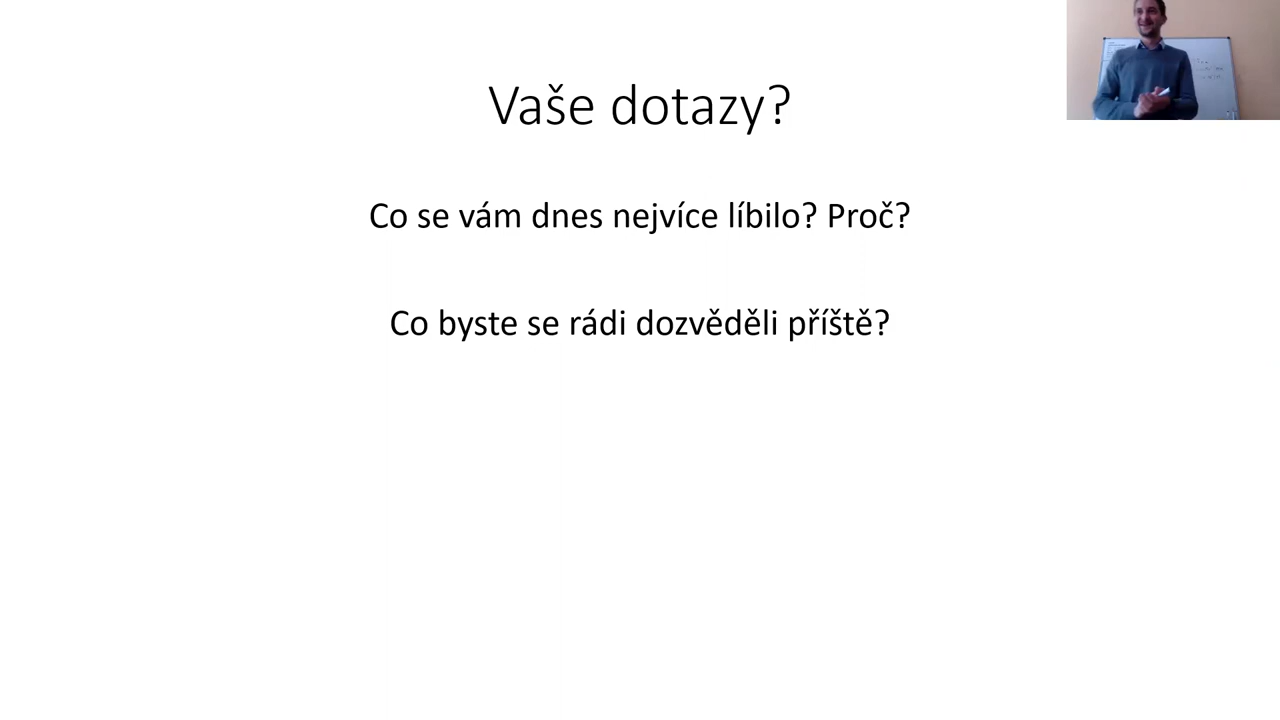 Vaše dotazy?
Co se vám dnes nejvíce líbilo? Proč?
Co byste se rádi dozvěděli příště?